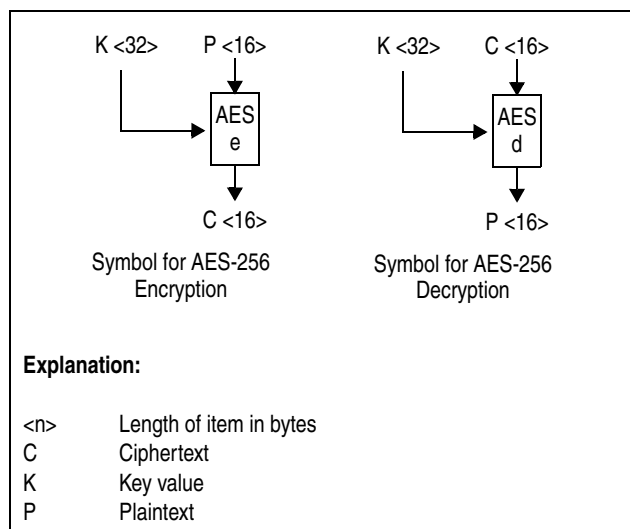 K <32> P <16> K <32> C <16>
AES AES
e d
C <16> P <16>
Symbol for AES-256 Symbol for AES-256
Encryption Decryption
Explanation:
<n> Length of item in bytes
C Ciphertext
K Key value
P Plaintext